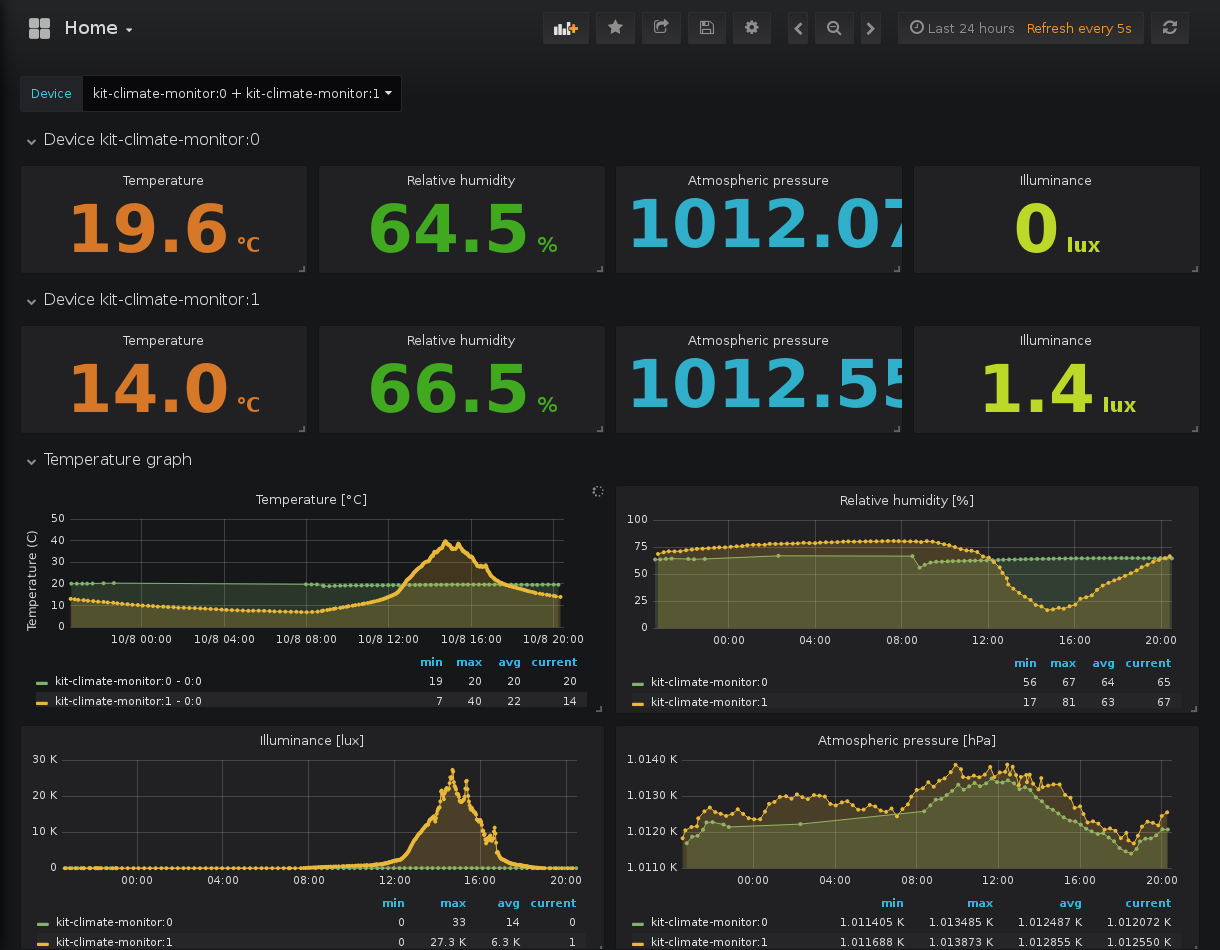 Home
Last 24 hours Refresh every 5s
Device kit-climate-monitor:0 + kit-climate-monitor:1
Device kit-climate-monitor:0
Temperature Relative humidity Atmospheric pressure Illuminance
19.6 °C 64.5 % 1012.07 0 lux
Device kit-climate-monitor:1
Temperature Relative humidity Atmospheric pressure Illuminance
14.0 °C 66.5 % 1012.55 1.4 lux
Temperature graph
Temperature [°C]
Temperature (C)
50
40
30
20
10
0
10/8 00:00 10/8 04:00 10/8 08:00 10/8 12:00 10/8 16:00 10/8 20:00
min max avg current
kit-climate-monitor:0 - 0:0 19 20 20 20
kit-climate-monitor:1 - 0:0 7 40 22 14
Relative humidity [%]
100
75
50
25
0
00:00 04:00 08:00 12:00 16:00 20:00
min max avg current
kit-climate-monitor:0 56 67 64 65
kit-climate-monitor:1 17 81 63 67
Illuminance [lux]
30 K
20 K
10 K
0
00:00 04:00 08:00 12:00 16:00 20:00
min max avg current
kit-climate-monitor:0 0 33 14 0
kit-climate-monitor:1 0 27.3 K 6.3 K 1
Atmospheric pressure [hPa]
1.0140 K
1.0130 K
1.0120 K
1.0110 K
00:00 04:00 08:00 12:00 16:00 20:00
min max avg current
kit-climate-monitor:0 1.011405 K 1.013485 K 1.012487 K 1.012072 K
kit-climate-monitor:1 1.011688 K 1.013873 K 1.012855 K 1.012550 K